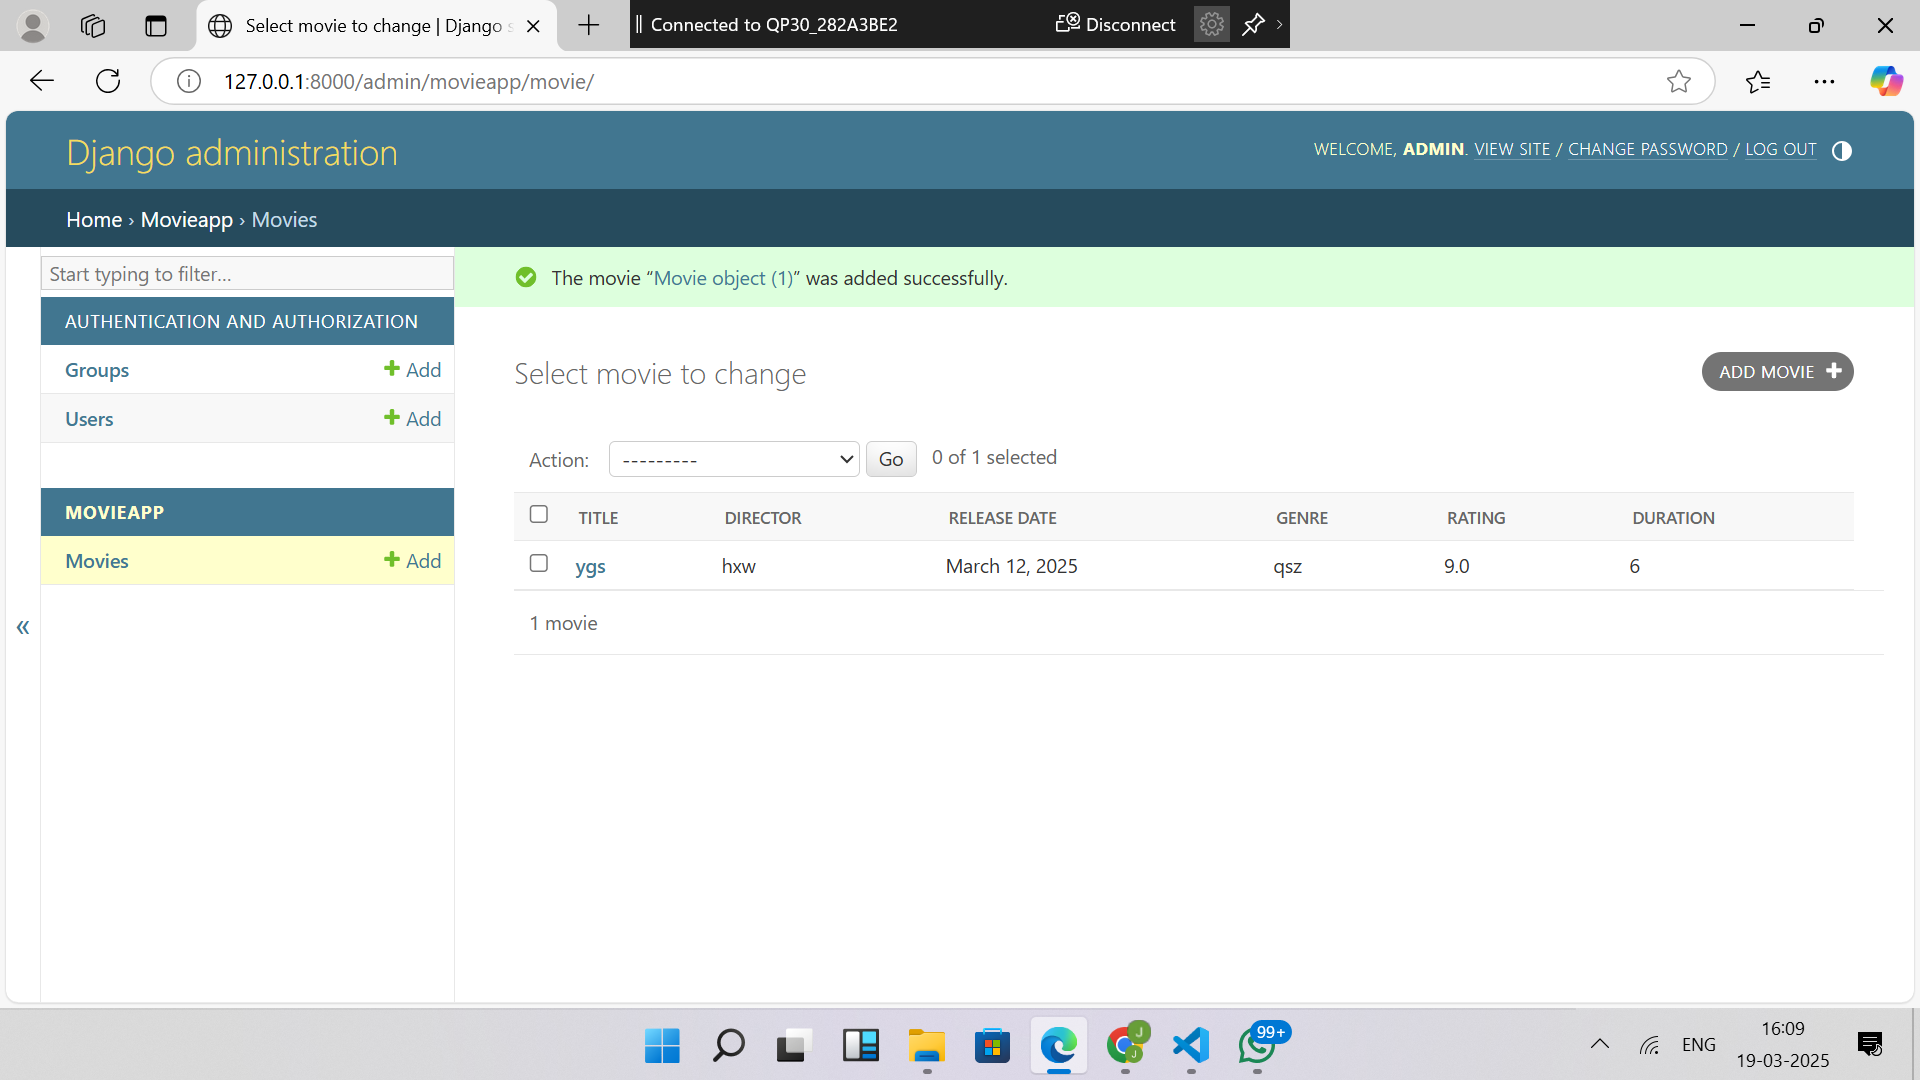 Select movie to change | Django s
Connected to QP30_282A3BE2
Disconnect
127.0.0.1:8000/admin/movieapp/movie/
Django administration
WELCOME, ADMIN. VIEW SITE / CHANGE PASSWORD / LOG OUT
Home › Movieapp › Movies
Start typing to filter...
AUTHENTICATION AND AUTHORIZATION
Groups + Add
Users + Add
MOVIEAPP
Movies + Add
«
The movie “Movie object (1)” was added successfully.
Select movie to change
ADD MOVIE +
Action: --------- Go 0 of 1 selected
TITLE DIRECTOR RELEASE DATE GENRE RATING DURATION
ygs hxw March 12, 2025 qsz 9.0 6
1 movie
J
J
99+
ENG
16:09
19-03-2025